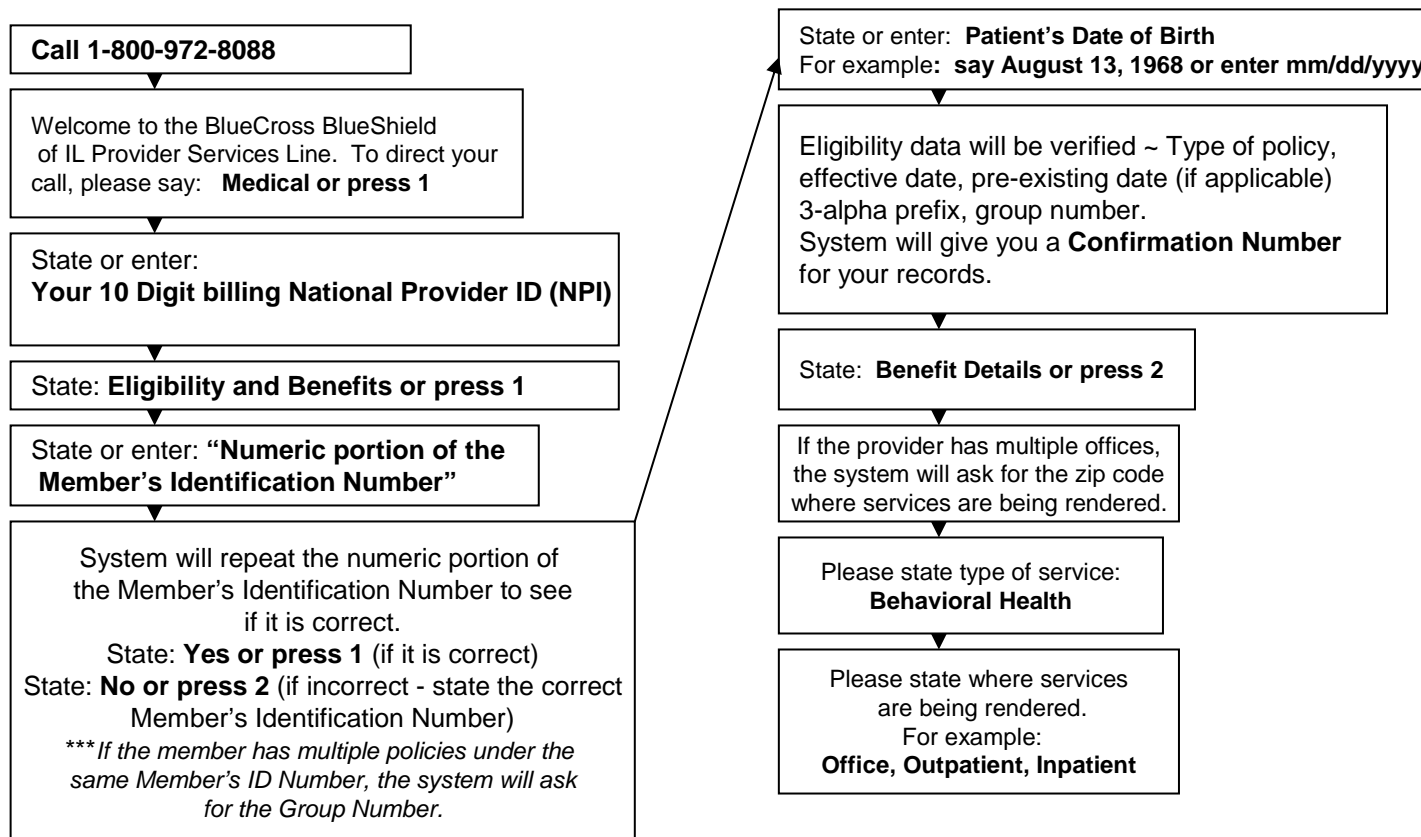 Call 1-800-972-8088
Welcome to the BlueCross BlueShield
of IL Provider Services Line.  To direct your
call, please say:   Medical or press 1
State or enter:
Your 10 Digit billing National Provider ID (NPI)
State: Eligibility and Benefits or press 1
State or enter: “Numeric portion of the
Member’s Identification Number”
System will repeat the numeric portion of
the Member’s Identification Number to see
if it is correct.
State: Yes or press 1 (if it is correct)
State: No or press 2 (if incorrect - state the correct
Member’s Identification Number)
***If the member has multiple policies under the
same Member’s ID Number, the system will ask
for the Group Number.
State or enter:  Patient’s Date of Birth
For example:  say August 13, 1968 or enter mm/dd/yyyy
Eligibility data will be verified ~ Type of policy,
effective date, pre-existing date (if applicable)
3-alpha prefix, group number.
System will give you a Confirmation Number
for your records.
State:  Benefit Details or press 2
If the provider has multiple offices,
the system will ask for the zip code
where services are being rendered.
Please state type of service:
Behavioral Health
Please state where services
are being rendered.
For example:
Office, Outpatient, Inpatient